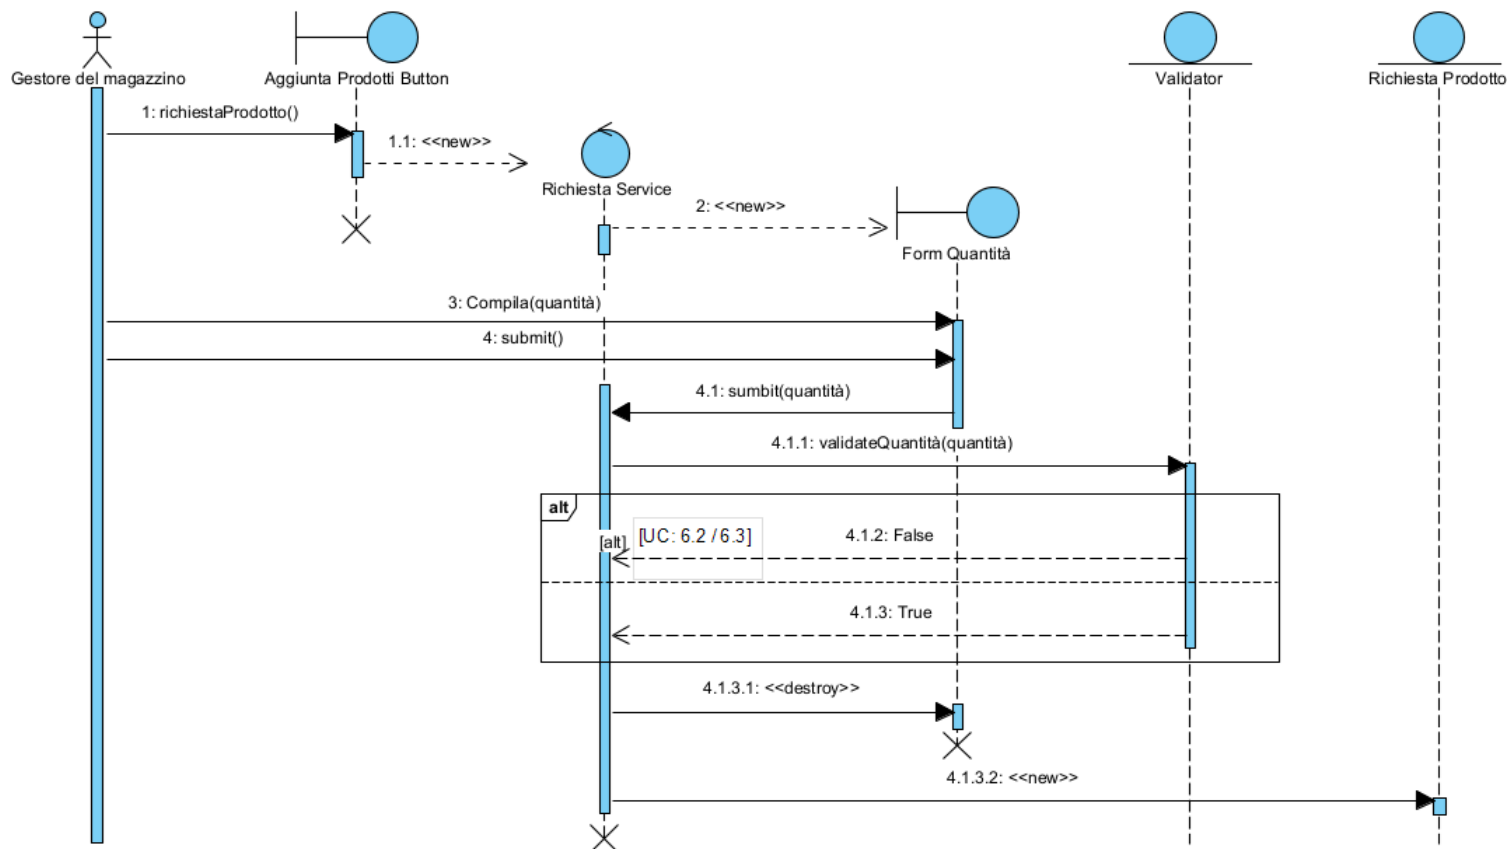 Gestore del magazzino
Aggiunta Prodotti Button
Validator
Richiesta Prodotto
1: richiestaProdotto()
1.1: <<new>>
Richiesta Service
2: <<new>>
Form Quantità
3: Compila(quantità)
4: submit()
4.1: sumbit(quantità)
4.1.1: validateQuantità(quantità)
alt
[alt]
[UC: 6.2 / 6.3]
4.1.2: False
4.1.3: True
4.1.3.1: <<destroy>>
4.1.3.2: <<new>>